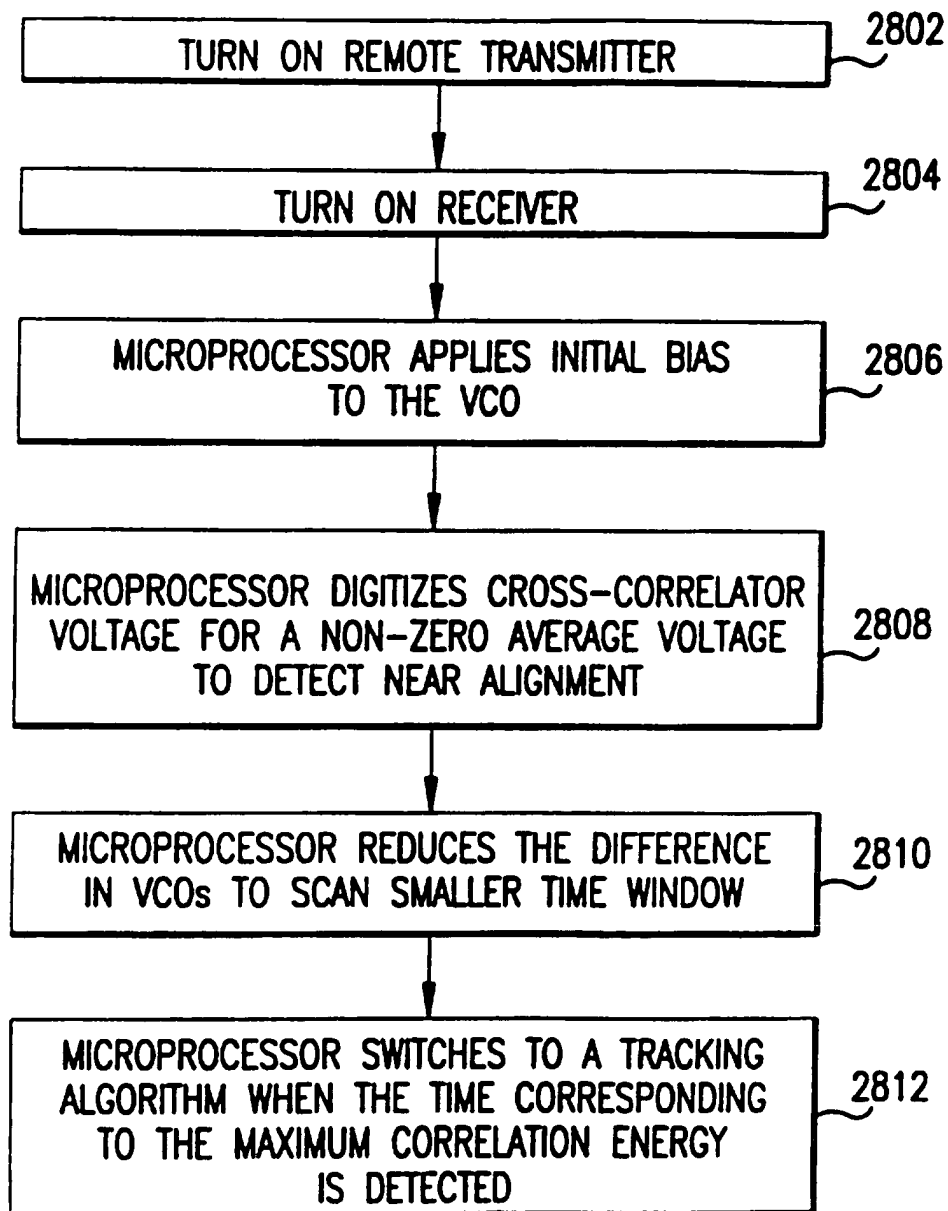 2802
TURN ON REMOTE TRANSMITTER
2804
TURN ON RECEIVER
MICROPROCESSOR APPLIES INITIAL BIAS
TO THE VCO
2806
MICROPROCESSOR DIGITIZES CROSS-CORRELATOR
VOLTAGE FOR A NON-ZERO AVERAGE VOLTAGE
TO DETECT NEAR ALIGNMENT
2808
MICROPROCESSOR REDUCES THE DIFFERENCE
IN VCOs TO SCAN SMALLER TIME WINDOW
2810
MICROPROCESSOR SWITCHES TO A TRACKING
ALGORITHM WHEN THE TIME CORRESPONDING
TO THE MAXIMUM CORRELATION ENERGY
IS DETECTED
2812